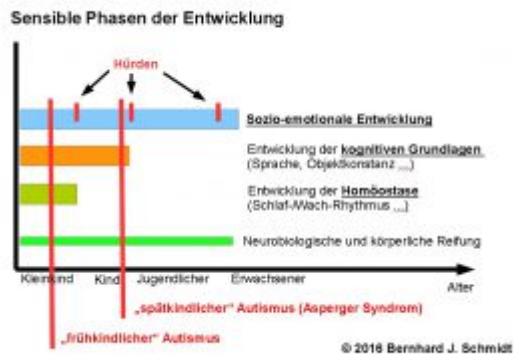 Sensible Phasen der Entwicklung
Hürden
Sozio-emotionale Entwicklung
Entwicklung der kognitiven Grundlagen
(Sprache, Objektkonstanz ,...)
Entwicklung der Homöostase
(Schlaf-/Wach-Rhythmus ,...)
Neurobiologische und körperliche Reifung
Kleinkind Kind Jugendlicher Erwachsener
Alter
„spätkindlicher“ Autismus (Asperger Syndrom)
„frühkindlicher“ Autismus
© 2016 Bernhard J. Schmidt